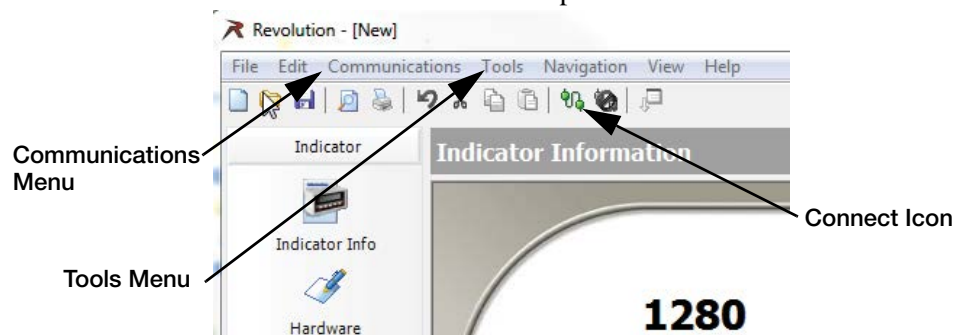 Revolution - [New]
File Edit Communications Tools Navigation View Help
Indicator
Indicator Information
Communications
Menu
Indicator Info
Connect Icon
Tools Menu
Hardware
1280